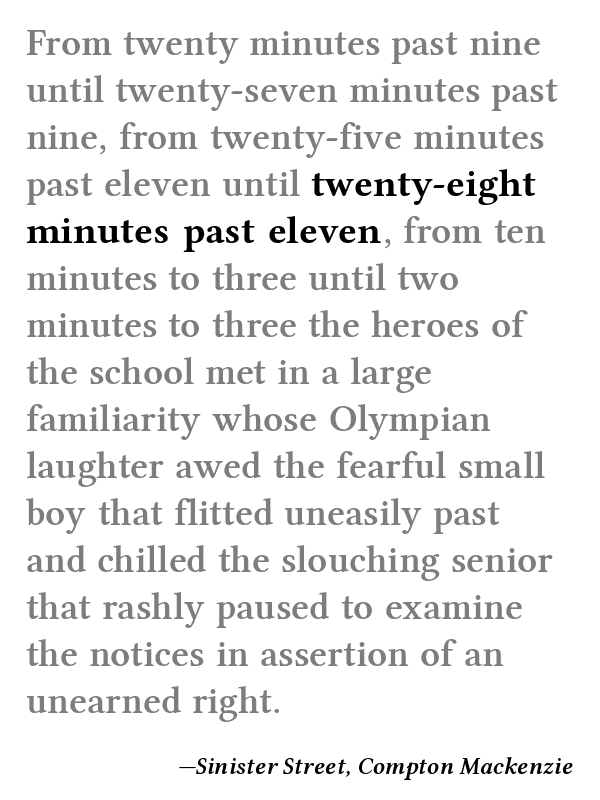 From twenty minutes past nine
until twenty-seven minutes past
nine, from twenty-five minutes
past eleven until twenty-eight
minutes past eleven, from ten
minutes to three until two
minutes to three the heroes of
the school met in a large
familiarity whose Olympian
laughter awed the fearful small
boy that flitted uneasily past
and chilled the slouching senior
that rashly paused to examine
the notices in assertion of an
unearned right.
—Sinister Street, Compton Mackenzie